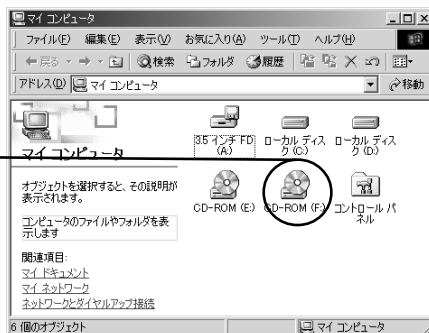 マイ コンピュータ
ファイル(F) 編集(E) 表示(V) お気に入り(A) ツール(T) ヘルプ(H)
戻る 検索 フォルダ 履歴
アドレス(D) マイ コンピュータ 移動
マイ コンピュータ
オブジェクトを選択すると、その説明が
表示されます。
コンピュータのファイルやフォルダを表
示します
関連項目:
マイ ドキュメント
マイ ネットワーク
ネットワークとダイヤルアップ接続
3.5 インチ FD
(A:)
ローカル ディス
ク (C:)
ローカル ディス
ク (D:)
CD-ROM (E:)
CD-ROM (F:)
コントロール パ
ネル
6 個のオブジェクト マイ コンピュータ